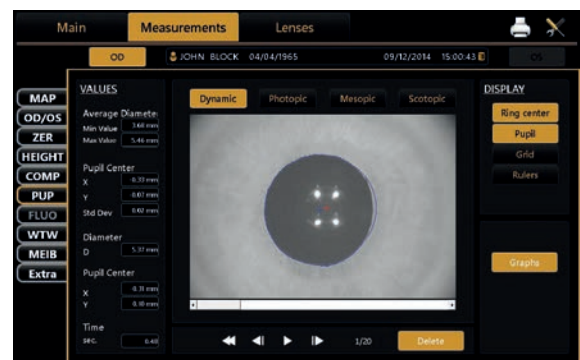 Main Measurements Lenses
OD JOHN BLOCK 04/04/1965 09/12/2014 15:00:43 OS
MAP
OD/OS
ZER
HEIGHT
COMP
PUP
FLUO
WTW
MEIB
Extra
VALUES
Average Diameter
Min Value 3.60 mm
Max Value 5.46 mm
Pupil Center
X -0.33 mm
Y 0.07 mm
Std Dev 0.02 mm
Diameter
D 5.37 mm
Pupil Center
X -0.31 mm
Y 0.10 mm
Time
sec. 0.40
Dynamic Photopic Mesopic Scotopic
1/20 Delete
DISPLAY
Ring center
Pupil
Grid
Rulers
Graphs